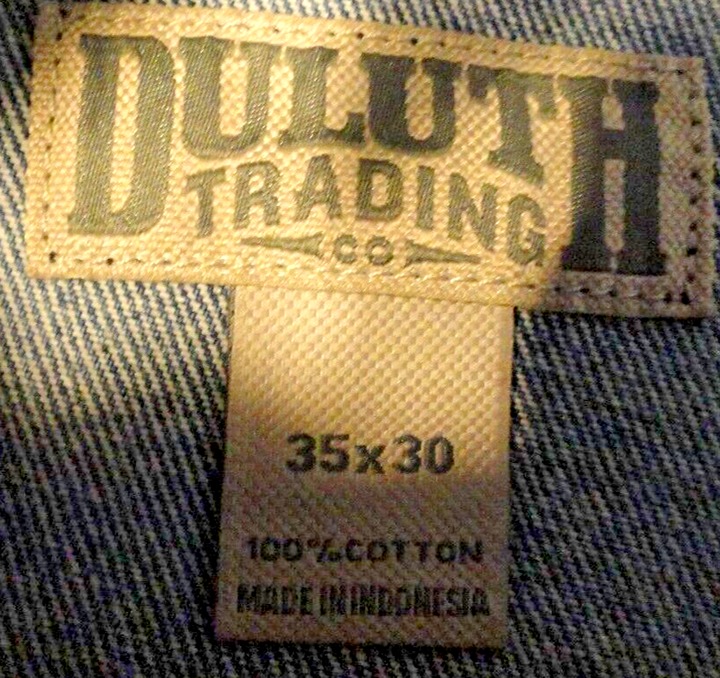 DULUTH
TRADING
CO
35x30
100% COTTON
MADE IN INDONESIA